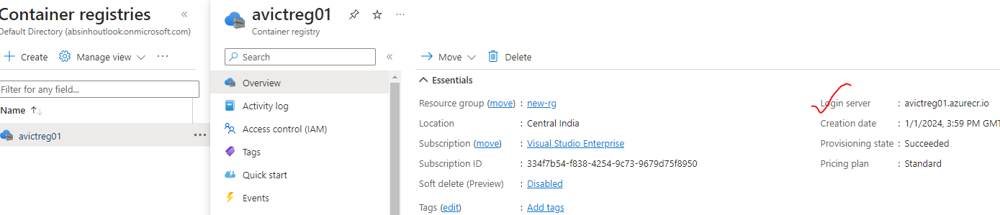 Container registries «
Default Directory (absinhoutlook.onmicrosoft.com)
+ Create Manage view ...
Filter for any field...
Name ↑↓
avictreg01 ...
avictreg01 ...
Container registry
Search «
Overview
Activity log
Access control (IAM)
Tags
Quick start
Events
Move Delete
Essentials
Resource group (move) : new-rg
Location : Central India
Subscription (move) : Visual Studio Enterprise
Subscription ID : 334f7b54-f838-4254-9c73-9679d75f8950
Soft delete (Preview) : Disabled
Tags (edit) : Add tags
Login server : avictreg01.azurecr.io
Creation date : 1/1/2024, 3:59 PM GMT
Provisioning state : Succeeded
Pricing plan : Standard